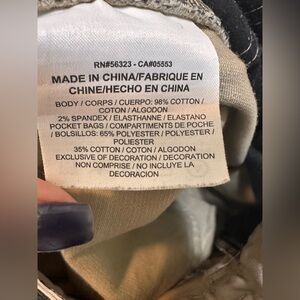 RN#56323 - CA#05553
MADE IN CHINA/FABRIQUE EN
CHINE/HECHO EN CHINA
BODY / CORPS / CUERPO: 98% COTTON /
COTON / ALGODON
2% SPANDEX / ELASTHANNE / ELASTANO
POCKET BAGS / COMPARTIMENTS DE POCHE
/ BOLSILLOS: 65% POLYESTER / POLYESTER /
POLIESTER
35% COTTON / COTON / ALGODON
EXCLUSIVE OF DECORATION / DECORATION
NON COMPRISE / NO INCLUYE LA
DECORACION